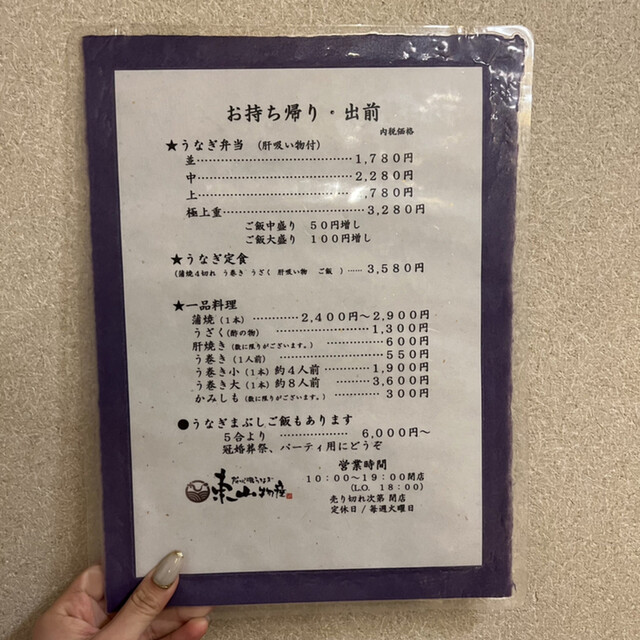 お持ち帰り・出前
内税価格
★うなぎ弁当 (肝吸い物付)
並……………………………1,780円
中……………………………2,280円
上………………… …,780円
極上重………………………3,280円
ご飯中盛り 50円増し
ご飯大盛り 100円増し
★うなぎ定食
(蒲焼4切れ う巻き うざく 肝吸い物 ご飯 )……3,580円
★一品料理
蒲焼(1本)……………2,400円〜2,900円
うざく(酢の物)…………………1,300円
肝焼き(数に限りがございます。)…………600円
う巻き(1人前)……………………550円
う巻き小(1本)約4人前…………1,900円
う巻き大(1本)約8人前…………3,600円
かみしも(数に限りがございます。)…………300円
●うなぎまぶしご飯もあります
5合より ……………… 6,000円〜
冠婚葬祭、パーティ用にどうぞ
営業時間
10:00〜19:00閉店
(LO. 18:00)
売り切れ次第 閉店
定休日/毎週火曜日
東山物産